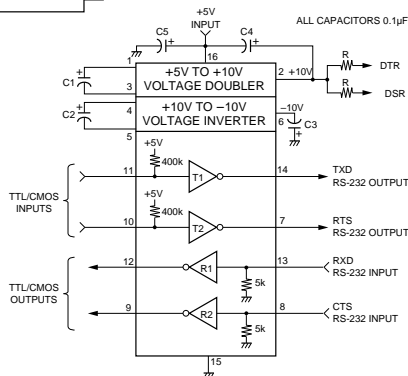 +5V
INPUT
ALL CAPACITORS 0.1µF
C5
+
C4
+
1
16
+
C1
3
+5V TO +10V
VOLTAGE DOUBLER
2
+10V
R
DTR
R
DSR
+
C2
4
5
+10V TO –10V
VOLTAGE INVERTER
–10V
6
C3
+
+5V
400k
11
T1
14
TXD
RS-232 OUTPUT
TTL/CMOS
INPUTS
+5V
400k
10
T2
7
RTS
RS-232 OUTPUT
12
R1
13
RXD
RS-232 INPUT
5k
TTL/CMOS
OUTPUTS
9
R2
8
CTS
RS-232 INPUT
5k
15